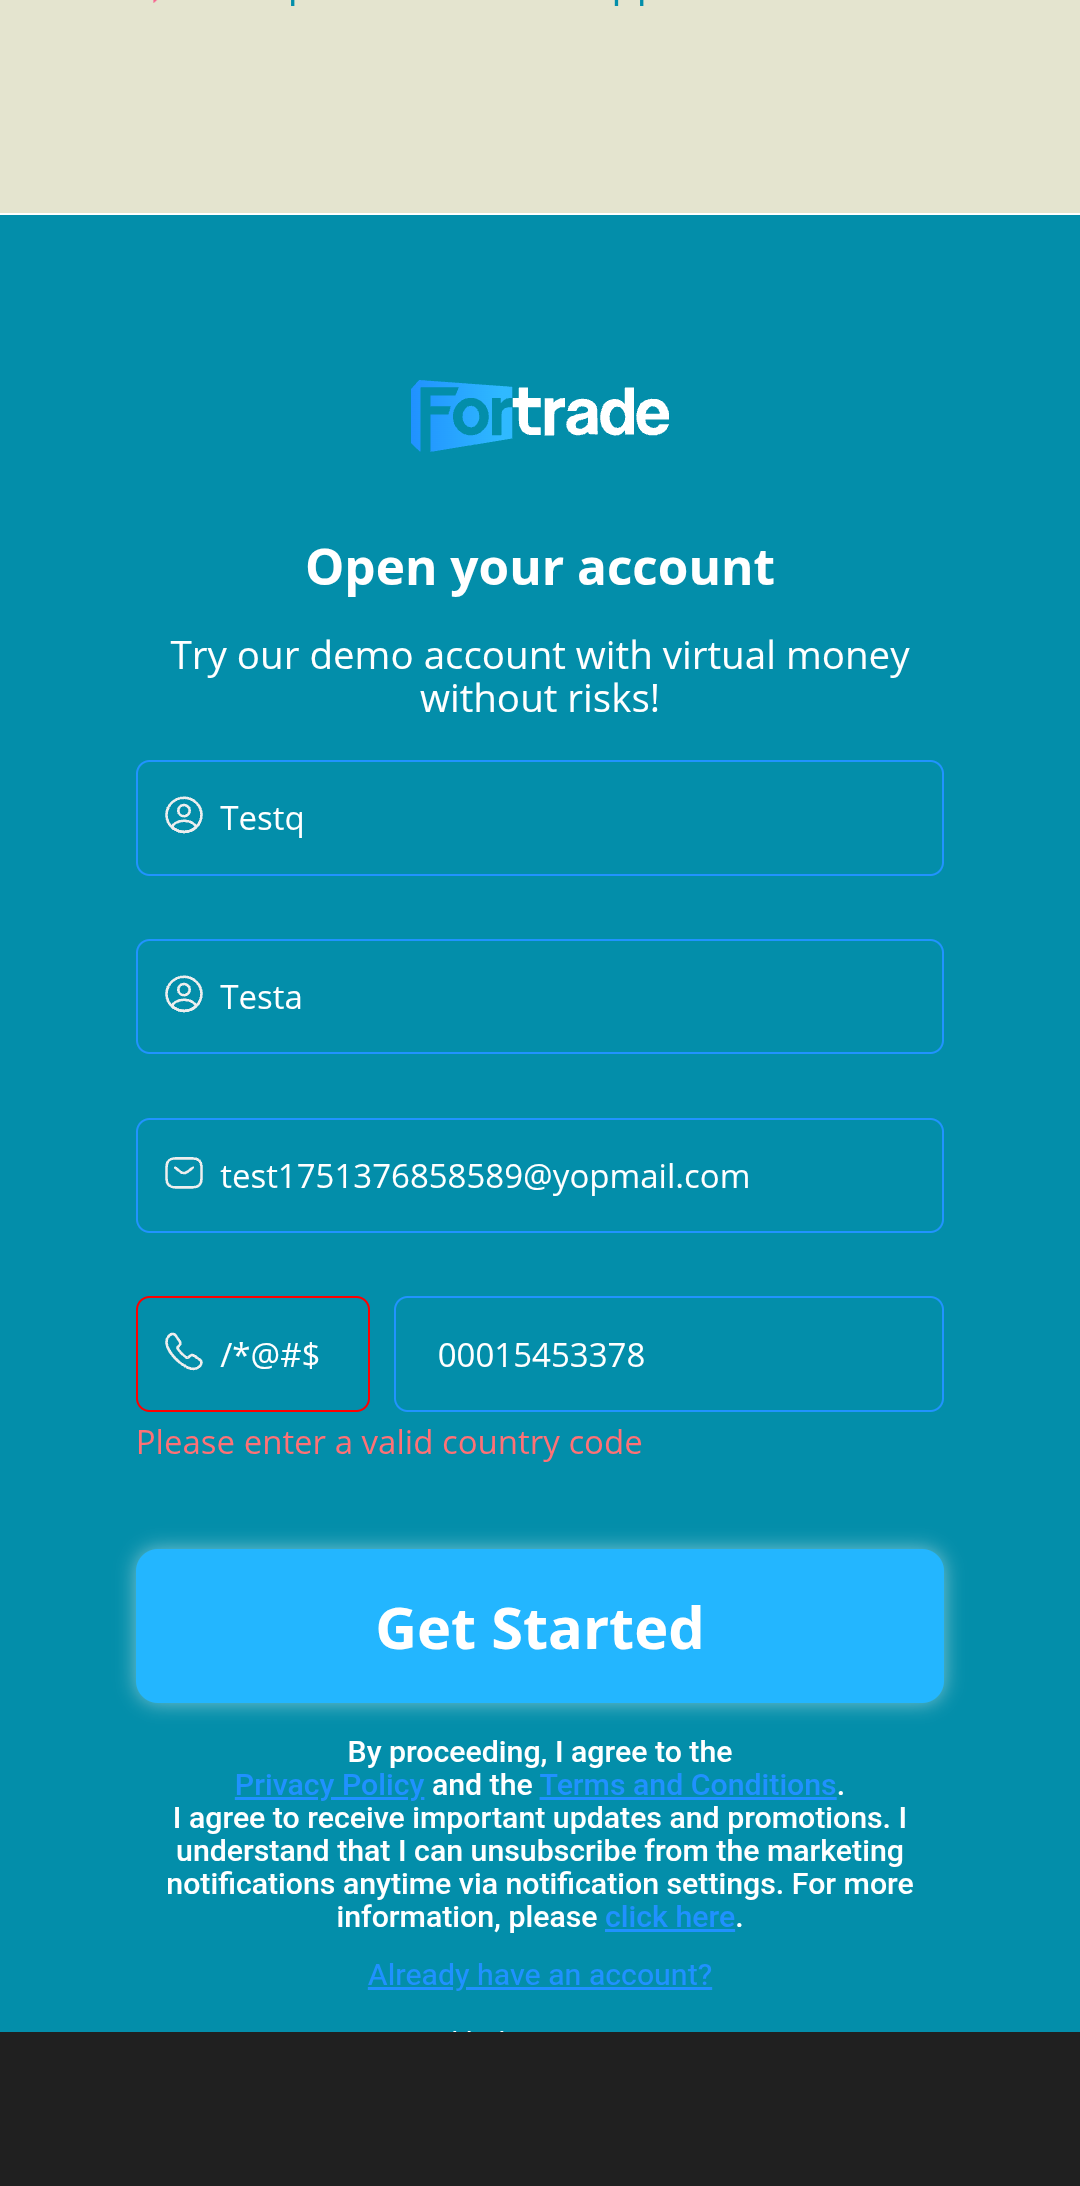 Fortrade
Open your account
Try our demo account with virtual money
without risks!
Testq
Testa
test1751376858589@yopmail.com
/*@#$ 00015453378
Please enter a valid country code
Get Started
By proceeding, I agree to the
Privacy Policy and the Terms and Conditions.
I agree to receive important updates and promotions. I
understand that I can unsubscribe from the marketing
notifications anytime via notification settings. For more
information, please click here.
Already have an account?